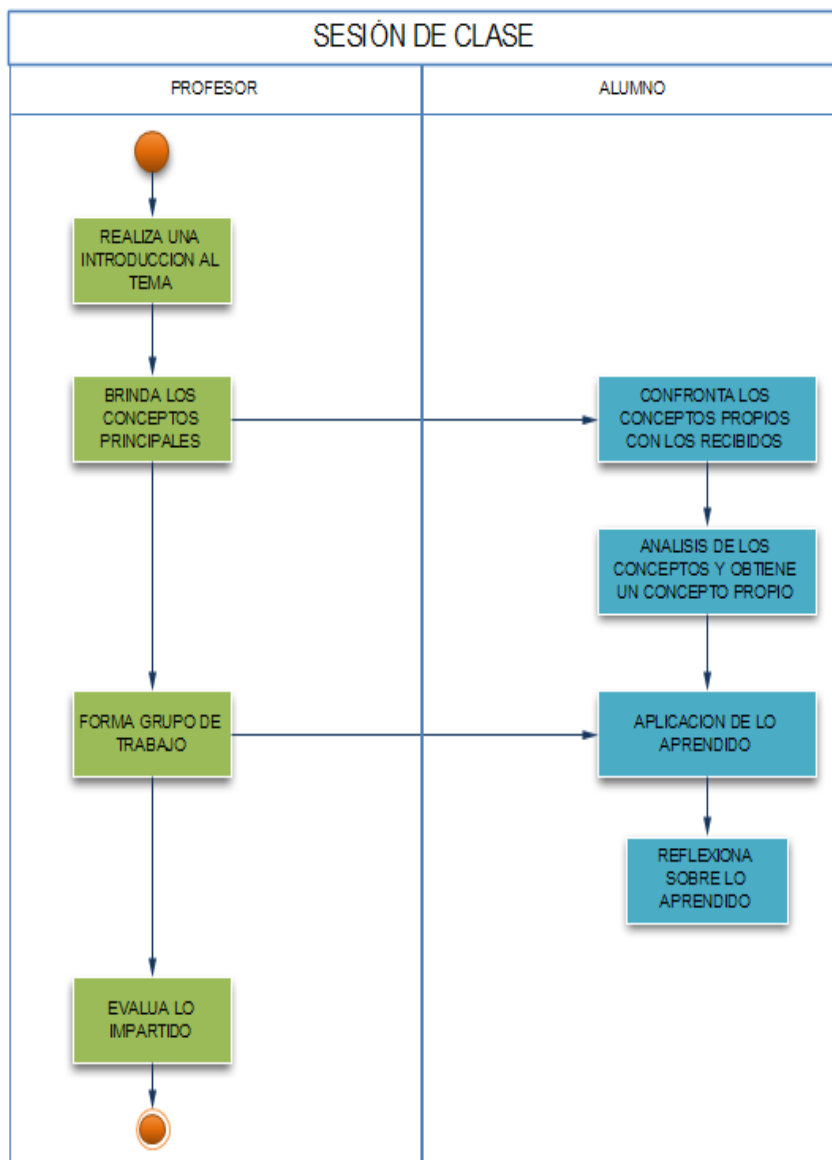 SESIÓN DE CLASE
PROFESOR
ALUMNO
REALIZA UNA
INTRODUCCION AL
TEMA
BRINDA LOS
CONCEPTOS
PRINCIPALES
CONFRONTA LOS
CONCEPTOS PROPIOS
CON LOS RECIBIDOS
ANALISIS DE LOS
CONCEPTOS Y OBTIENE
UN CONCEPTO PROPIO
FORMA GRUPO DE
TRABAJO
APLICACION DE LO
APRENDIDO
REFLEXIONA
SOBRE LO
APRENDIDO
EVALUA LO
IMPARTIDO